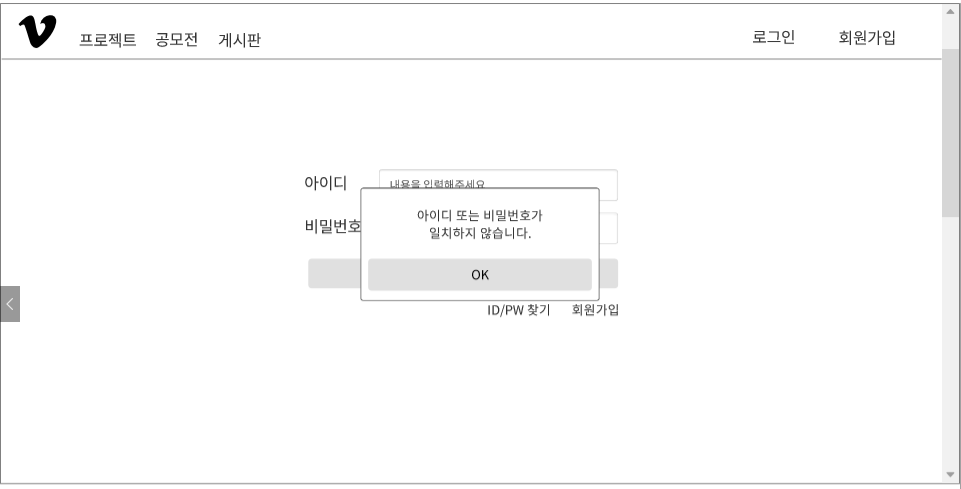 프로젝트 공모전 게시판 로그인 회원가입
아이디 내용을 입력해주세요
비밀번호
아이디 또는 비밀번호가
일치하지 않습니다.
OK
ID/PW 찾기 회원가입